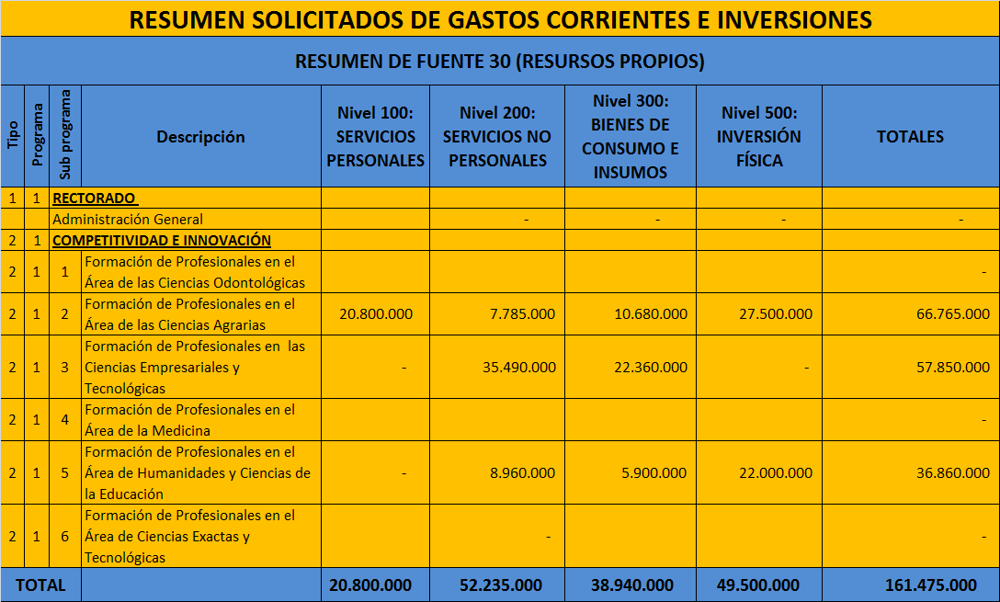 RESUMEN SOLICITADOS DE GASTOS CORRIENTES E INVERSIONES
RESUMEN DE FUENTE 30 (RESURSOS PROPIOS)
Tipo
Programa
Sub programa
Descripción
Nivel 100:
SERVICIOS
PERSONALES
Nivel 200:
SERVICIOS NO
PERSONALES
Nivel 300:
BIENES DE
CONSUMO E
INSUMOS
Nivel 500:
INVERSIÓN
FÍSICA
TOTALES
1 1 RECTORADO
Administración General - - - -
2 1 COMPETITIVIDAD E INNOVACIÓN
Formación de Profesionales en el
2 1 1 Área de las Ciencias Odontológicas -
Formación de Profesionales en el
2 1 2 Área de las Ciencias Agrarias 20.800.000 7.785.000 10.680.000 27.500.000 66.765.000
Formación de Profesionales en las
2 1 3 Ciencias Empresariales y - 35.490.000 22.360.000 - 57.850.000
Tecnológicas
Formación de Profesionales en el
2 1 4 Área de la Medicina -
Formación de Profesionales en el
2 1 5 Área de Humanidades y Ciencias de - 8.960.000 5.900.000 22.000.000 36.860.000
la Educación
Formación de Profesionales en el
2 1 6 Área de Ciencias Exactas y - -
Tecnológicas
TOTAL 20.800.000 52.235.000 38.940.000 49.500.000 161.475.000